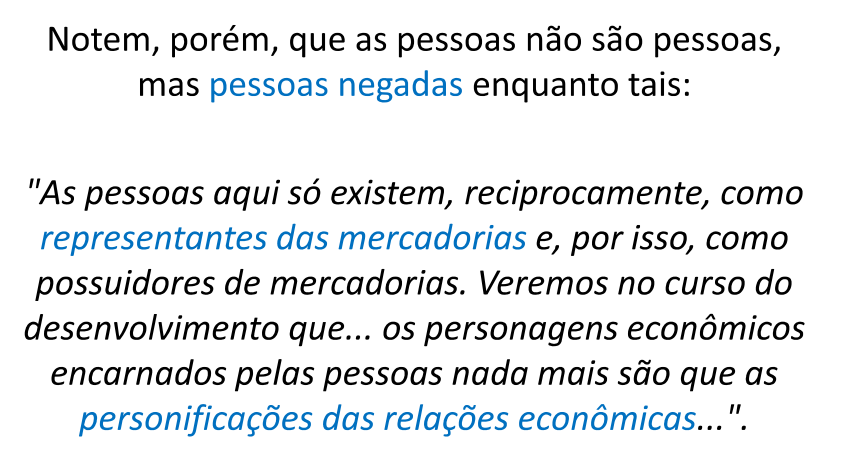 Notem, porém, que as pessoas não são pessoas,
mas pessoas negadas enquanto tais:
"As pessoas aqui só existem, reciprocamente, como
representantes das mercadorias e, por isso, como
possuidores de mercadorias. Veremos no curso do
desenvolvimento que... os personagens econômicos
encarnados pelas pessoas nada mais são que as
personificações das relações econômicas...".